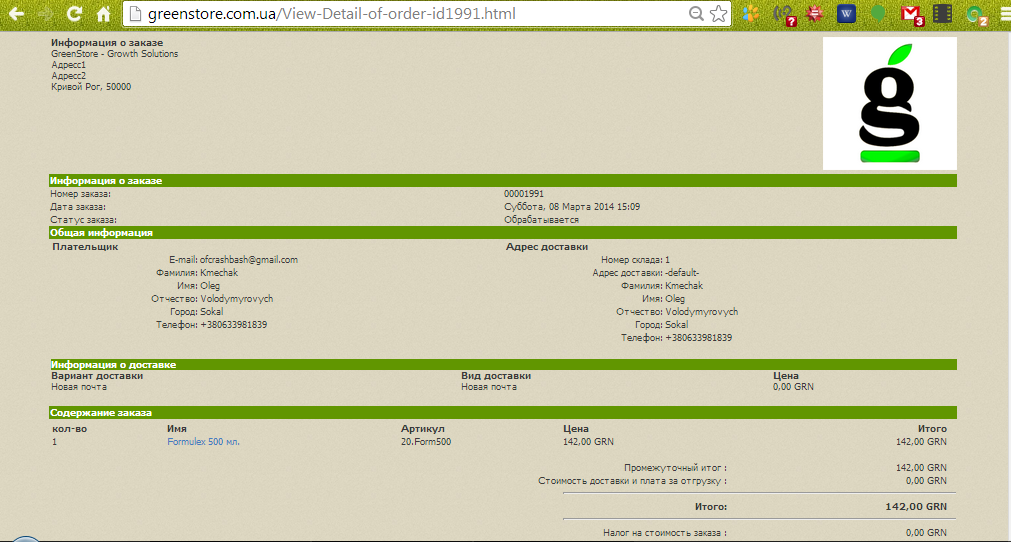 greenstore.com.ua/View-Detail-of-order-id1991.html
? 3 2
W
Информация о заказе
GreenStore - Growth Solutions
Адресс1
Адресс2
Кривой Рог, 50000
g
Информация о заказе
Номер заказа: 00001991
Дата заказа: Суббота, 08 Марта 2014 15:09
Статус заказа: Обрабатывается
Общая информация
Плательщик Адрес доставки
E-mail: ofcrashbash@gmail.com Номер склада: 1
Фамилия: Kmechak Адрес доставки: -default-
Имя: Oleg Фамилия: Kmechak
Отчество: Volodymyrovych Имя: Oleg
Город: Sokal Отчество: Volodymyrovych
Телефон: +380633981839 Город: Sokal
Телефон: +380633981839
Информация о доставке
Вариант доставки Вид доставки Цена
Новая почта Новая почта 0,00 GRN
Содержание заказа
кол-во Имя Артикул Цена Итого
1 Formulex 500 мл. 20.Form500 142,00 GRN 142,00 GRN
Промежуточный итог : 142,00 GRN
Стоимость доставки и плата за отгрузку : 0,00 GRN
Итого: 142,00 GRN
Налог на стоимость заказа : 0,00 GRN